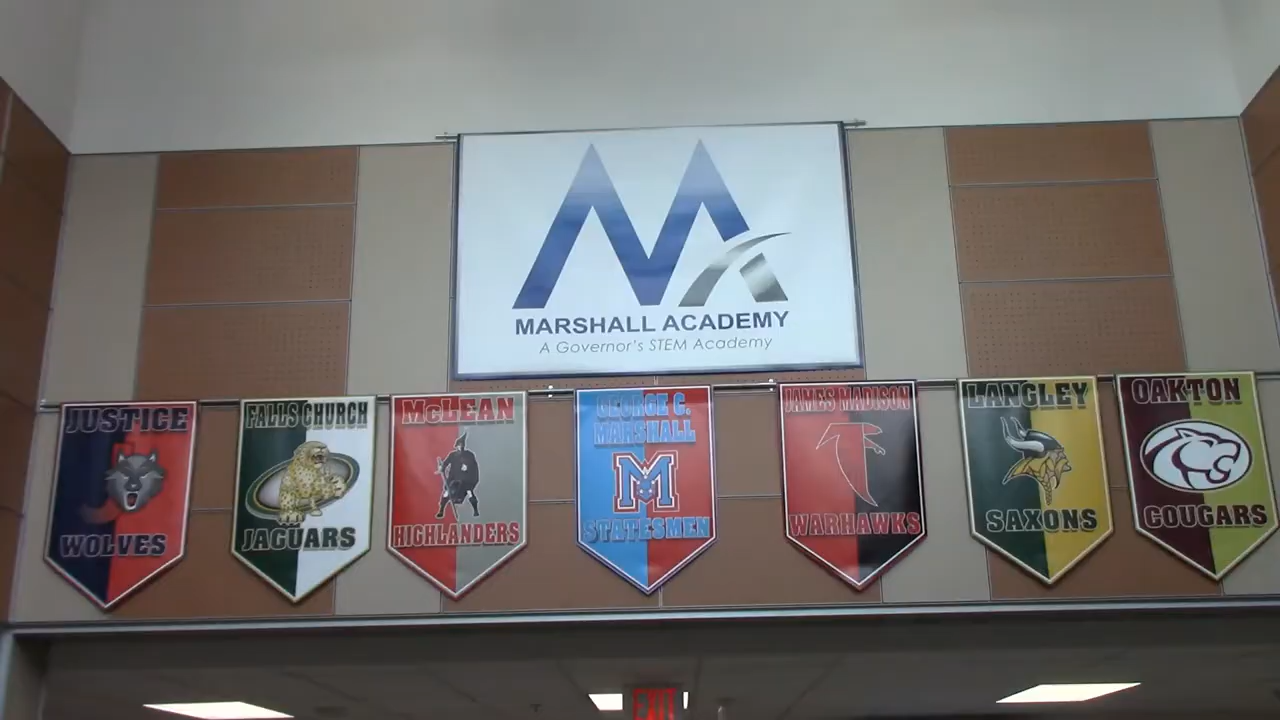 MARSHALL ACADEMY
A Governor's STEM Academy
JUSTICE
WOLVES
FALLS CHURCH
JAGUARS
McLEAN
HIGHLANDERS
GEORGE C.
MARSHALL
M
STATESMEN
JAMES MADISON
WARHAWKS
LANGLEY
SAXONS
OAKTON
COUGARS
EXIT